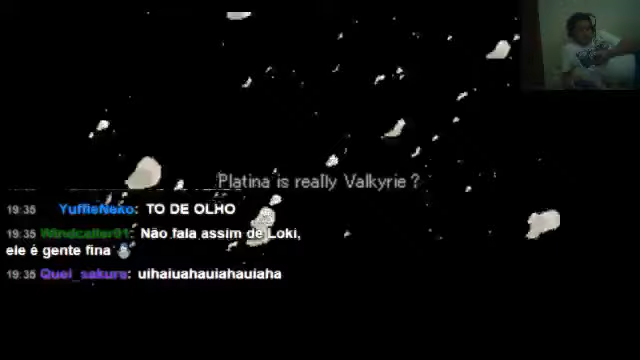 Platina is really Valkyrie ?
19:35 YuffieNeko: TO DE OLHO
19:35 Windcaller91: Não fala assim de Loki,
ele é gente fina
19:35 Quel_sakura: uihaiuahauiahauiaha